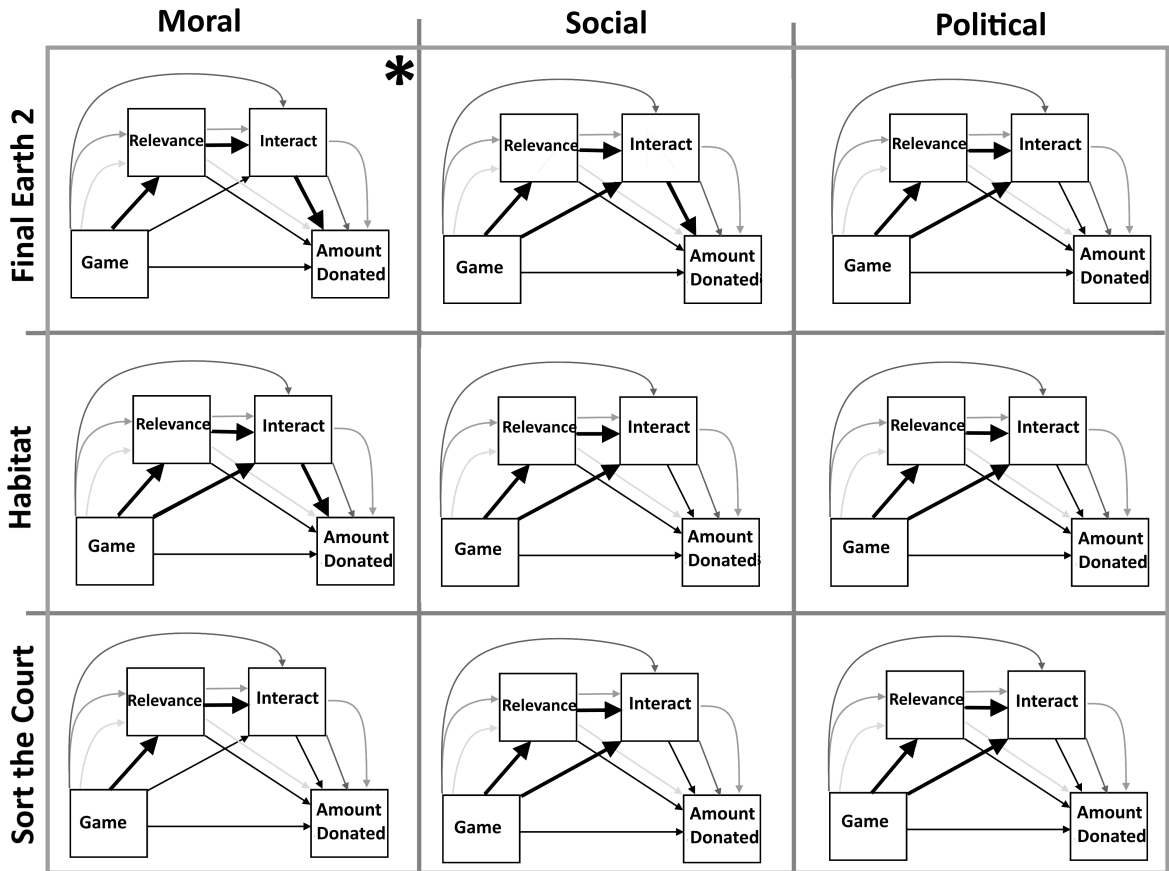 Moral
Social
Political
*
Final Earth 2
Relevance
Interact
Game
Amount
Donated
Relevance
Interact
Game
Amount
Donated
Relevance
Interact
Game
Amount
Donated
Habitat
Relevance
Interact
Game
Amount
Donated
Relevance
Interact
Game
Amount
Donated
Relevance
Interact
Game
Amount
Donated
Sort the Court
Relevance
Interact
Game
Amount
Donated
Relevance
Interact
Game
Amount
Donated
Relevance
Interact
Game
Amount
Donated